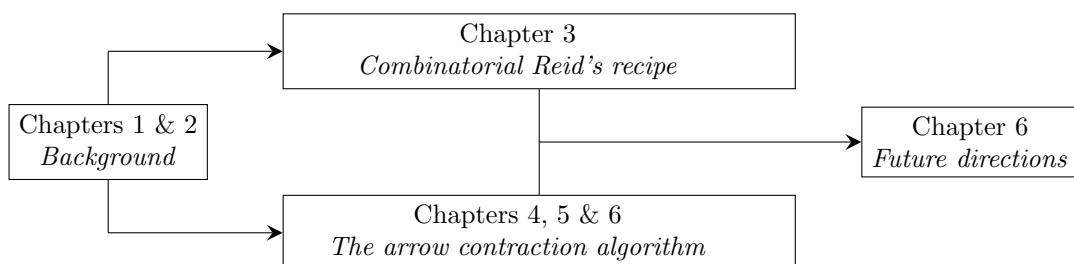 Chapter 3
Combinatorial Reid's recipe
Chapters 1 & 2
Background
Chapter 6
Future directions
Chapters 4, 5 & 6
The arrow contraction algorithm